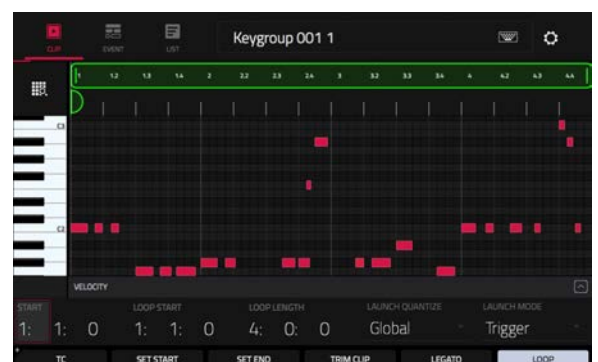 Keygroup 001 1
CLIP EVENT LIST
1 1.2 1.3 1.4 2 2.2 2.3 2.4 3 3.2 3.3 3.4 4 4.2 4.3 4.4
C3
C2
VELOCITY
START LOOP START LOOP LENGTH LAUNCH QUANTIZE LAUNCH MODE
1: 1: 0 1: 1: 0 4: 0: 0 Global Trigger
TC SET START SET END TRIM CLIP LEGATO LOOP